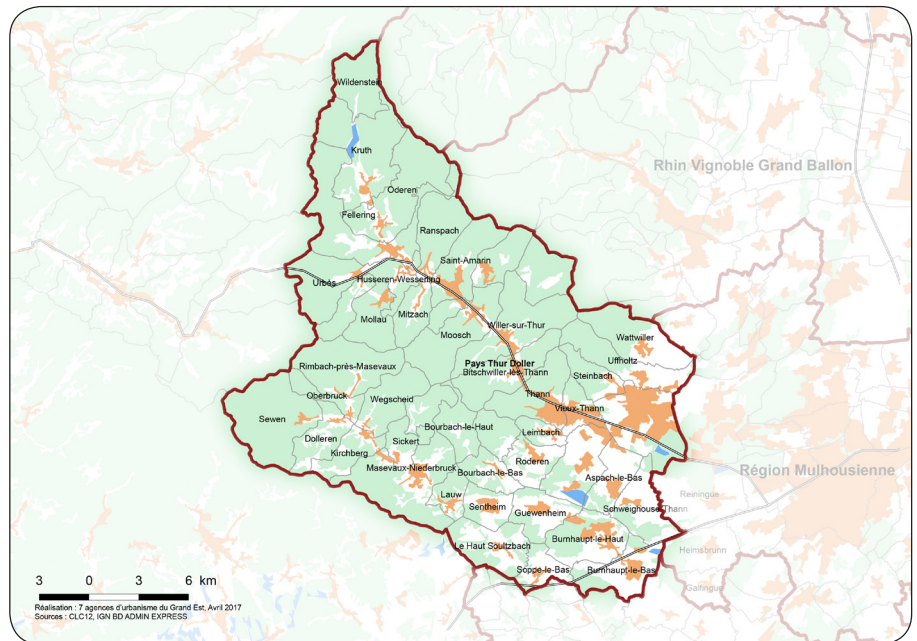 Wildenstein
Kruth
Oderen
Fellering
Ranspach
Saint-Amarin
Urbès
Husseren-Wesserling
Mollau
Mitzach
Moosch
Willer-sur-Thur
Wattwiller
Uffholtz
Pays Thur Doller
Bitschwiller-lès-Thann
Steinbach
Rimbach-près-Masevaux
Thann
Vieux-Thann
Oberbruck
Wegscheid
Sewen
Bourbach-le-Haut
Leimbach
Dolleren
Sickert
Kirchberg
Roderen
Masevaux-Niederbruck
Bourbach-le-Bas
Aspach-le-Bas
Lauw
Sentheim
Guewenheim
Schweighouse-Thann
Burnhaupt-le-Haut
Le Haut Soultzbach
Soppe-le-Bas
Burnhaupt-le-Bas
Rhin Vignoble Grand Ballon
Région Mulhousienne
Reiningue
Heimsbrunn
Galfingue
3 0 3 6 km
Réalisation : 7 agences d'urbanisme du Grand Est, Avril 2017
Sources : CLC12, IGN BD ADMIN EXPRESS